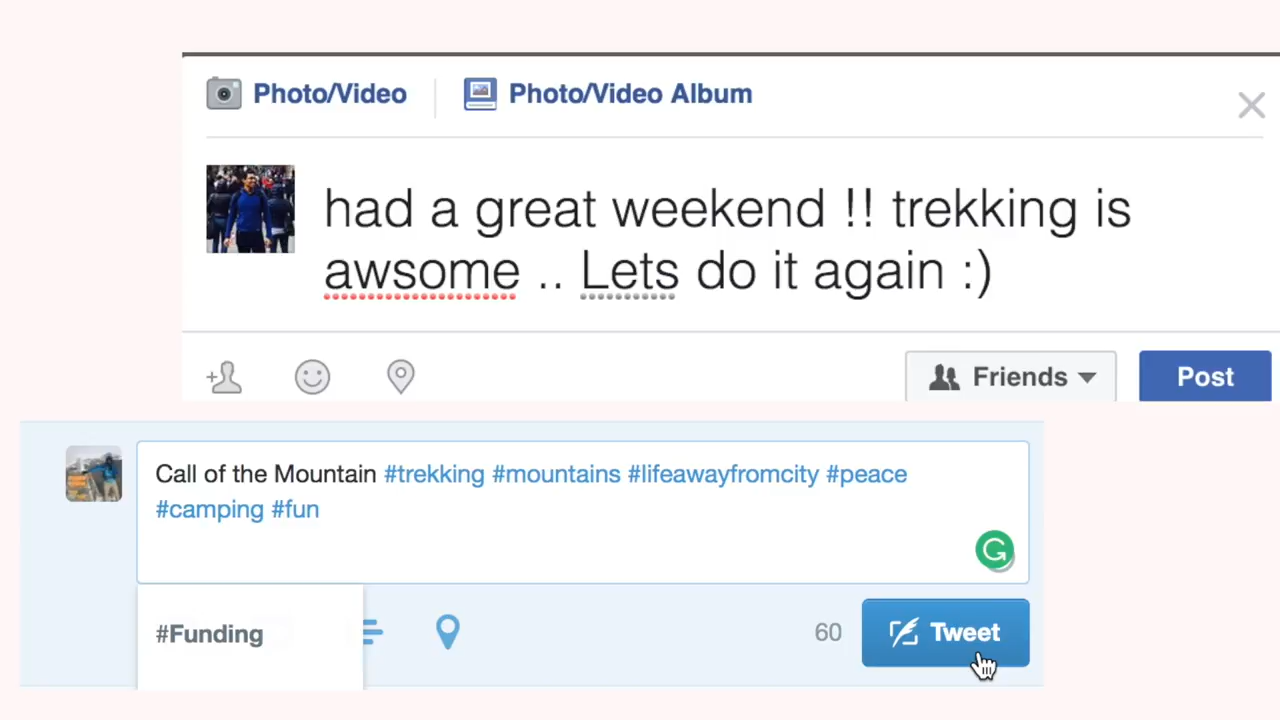 Photo/Video
Photo/Video Album
had a great weekend !! trekking is
awsome .. Lets do it again :)
Friends
Post
Call of the Mountain #trekking #mountains #lifeawayfromcity #peace
#camping #fun
#Funding
60
Tweet